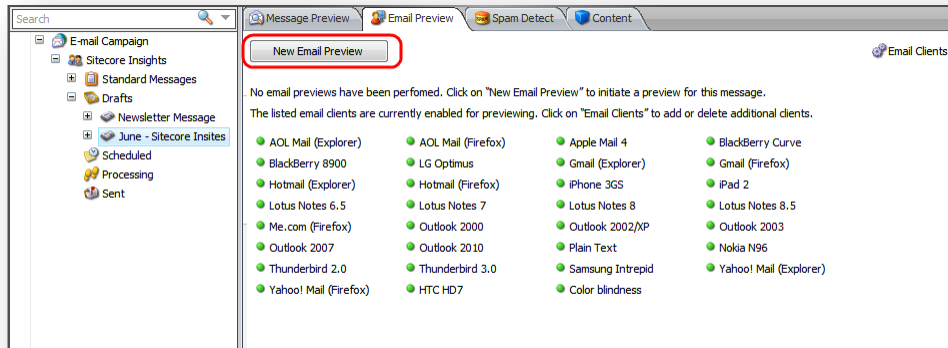 Search
E-mail Campaign
Sitecore Insights
Standard Messages
Drafts
Newsletter Message
June - Sitecore Insites
Scheduled
Processing
Sent
Message Preview Email Preview Spam Detect Content
New Email Preview Email Clients
No email previews have been perfomed. Click on "New Email Preview" to initiate a preview for this message.
The listed email clients are currently enabled for previewing. Click on "Email Clients" to add or delete additional clients.
AOL Mail (Explorer) AOL Mail (Firefox) Apple Mail 4 BlackBerry Curve
BlackBerry 8900 LG Optimus Gmail (Explorer) Gmail (Firefox)
Hotmail (Explorer) Hotmail (Firefox) iPhone 3GS iPad 2
Lotus Notes 6.5 Lotus Notes 7 Lotus Notes 8 Lotus Notes 8.5
Me.com (Firefox) Outlook 2000 Outlook 2002/XP Outlook 2003
Outlook 2007 Outlook 2010 Plain Text Nokia N96
Thunderbird 2.0 Thunderbird 3.0 Samsung Intrepid Yahoo! Mail (Explorer)
Yahoo! Mail (Firefox) HTC HD7 Color blindness